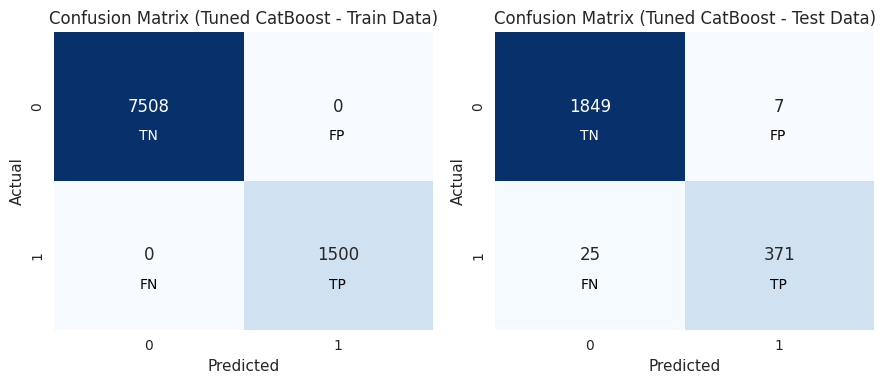 Confusion Matrix (Tuned CatBoost - Train Data)
Actual
0
7508
TN
0
FP
1
0
FN
1500
TP
0
1
Predicted
Confusion Matrix (Tuned CatBoost - Test Data)
Actual
0
1849
TN
7
FP
1
25
FN
371
TP
0
1
Predicted